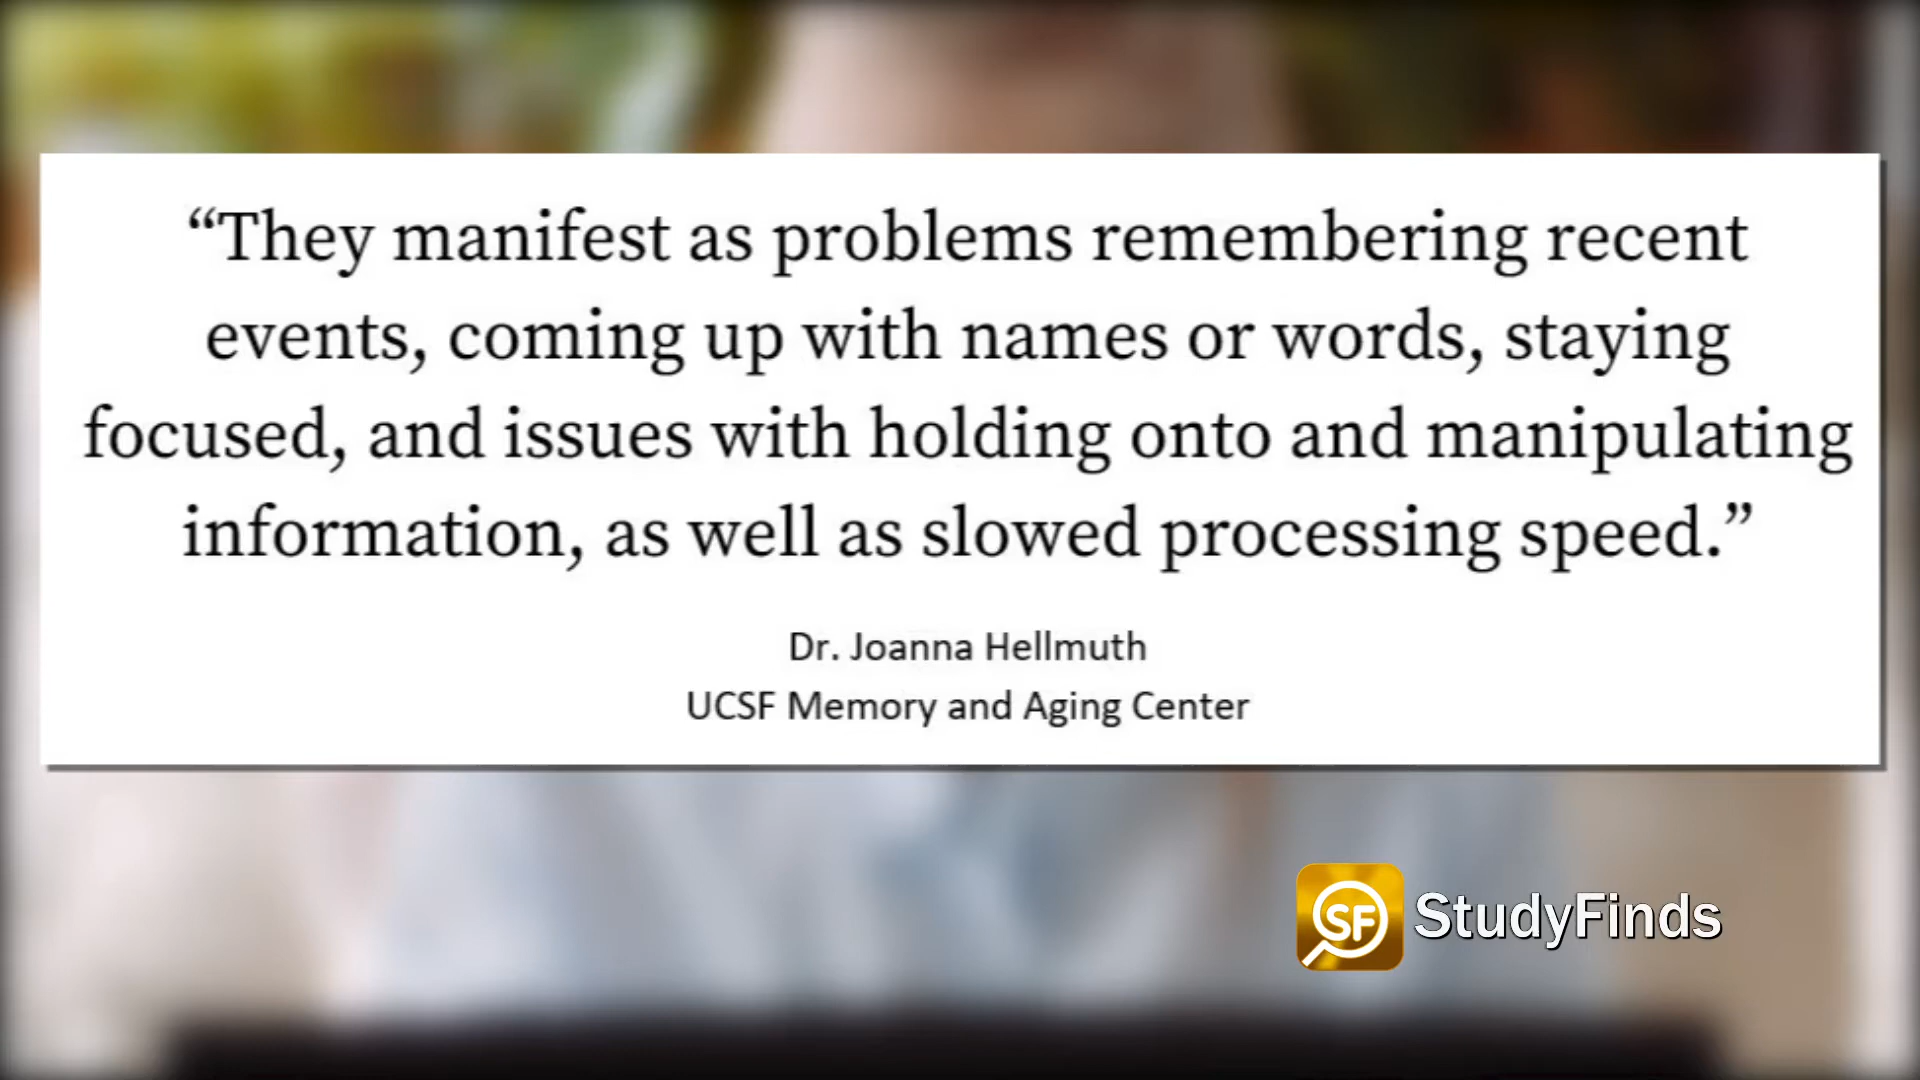 “They manifest as problems remembering recent
events, coming up with names or words, staying
focused, and issues with holding onto and manipulating
information, as well as slowed processing speed.”
Dr. Joanna Hellmuth
UCSF Memory and Aging Center
SF StudyFinds